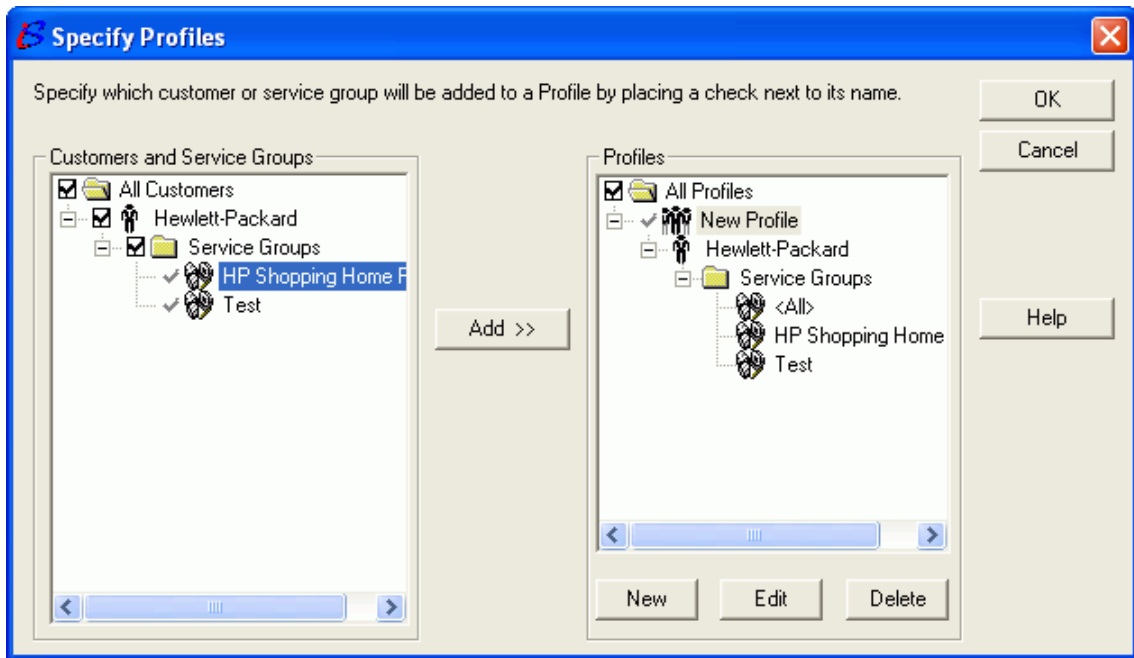 Specify Profiles
Specify which customer or service group will be added to a Profile by placing a check next to its name.
OK
Cancel
Help
Customers and Service Groups
All Customers
Hewlett-Packard
Service Groups
HP Shopping Home F
Test
Add >>
Profiles
All Profiles
New Profile
Hewlett-Packard
Service Groups
<All>
HP Shopping Home
Test
New
Edit
Delete